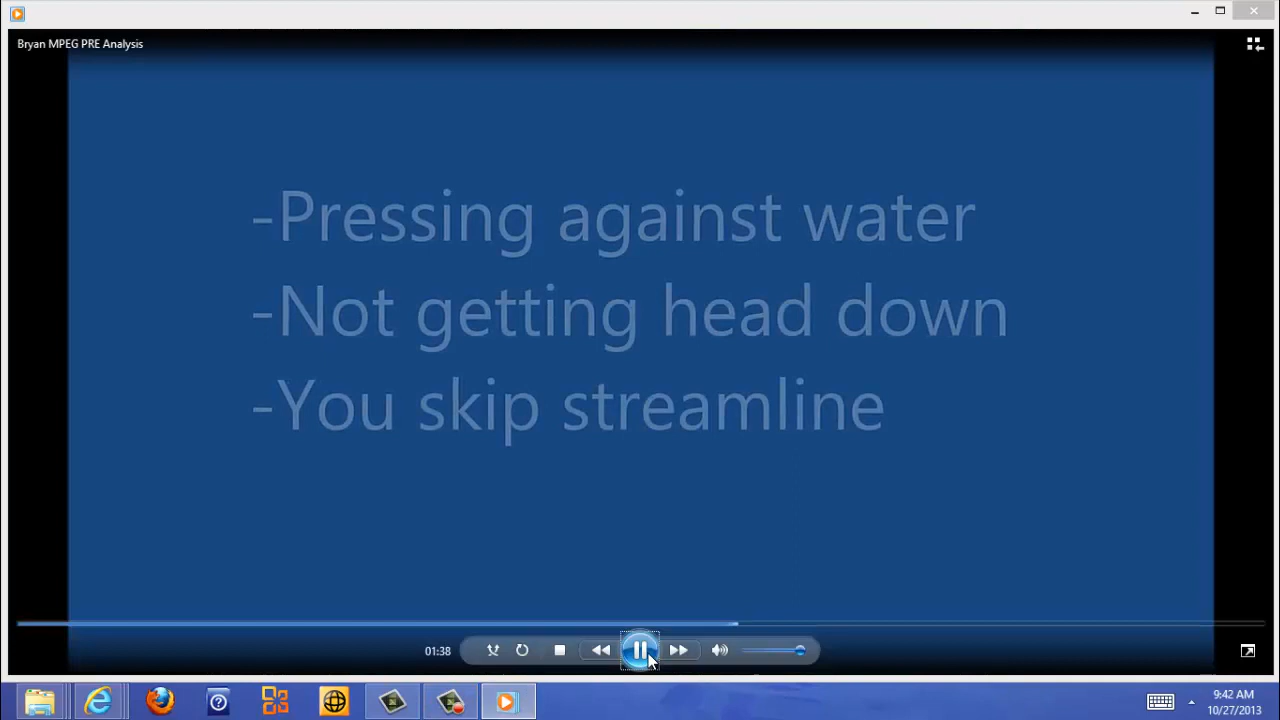 Bryan MPEG PRE Analysis
-Pressing against water
-Not getting head down
-You skip streamline
01:38
9:42 AM
10/27/2013